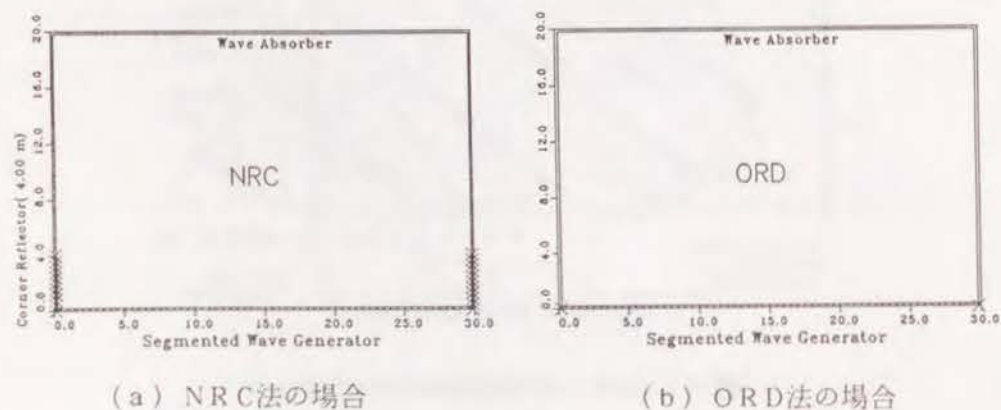 Wave Absorber
20.0
16.0
12.0
8.0
4.0
0.0
Corner Reflector( 4.00 m)
NRC
0.0 5.0 10.0 15.0 20.0 25.0 30.0
Segmented Wave Generator
(a) NRC法の場合
Wave Absorber
20.0
16.0
12.0
8.0
4.0
0.0
ORD
0.0 5.0 10.0 15.0 20.0 25.0 30.0
Segmented Wave Generator
(b) ORD法の場合